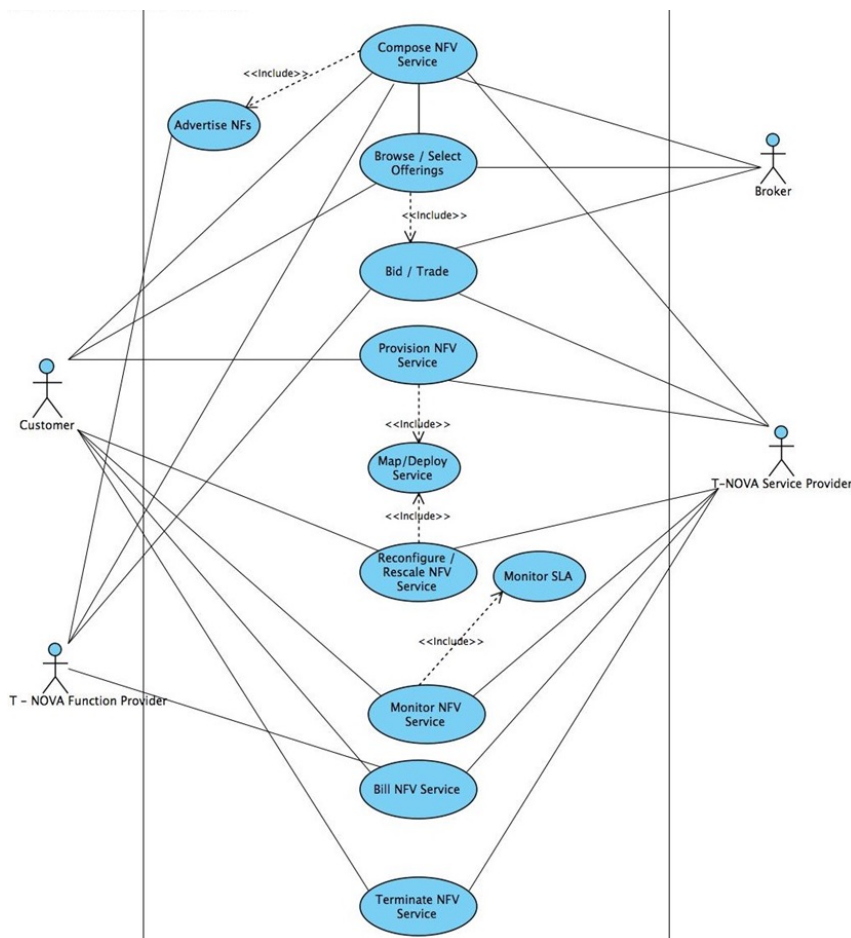 Compose NFV
Service
<<Include>>
Advertise NFs
Browse / Select
Offerings
Broker
<<Include>>
Bid / Trade
Provision NFV
Service
Customer
<<Include>>
Map/Deploy
Service
T-NOVA Service Provider
<<Include>>
Reconfigure /
Rescale NFV
Service
Monitor SLA
<<Include>>
T - NOVA Function Provider
Monitor NFV
Service
Bill NFV Service
Terminate NFV
Service